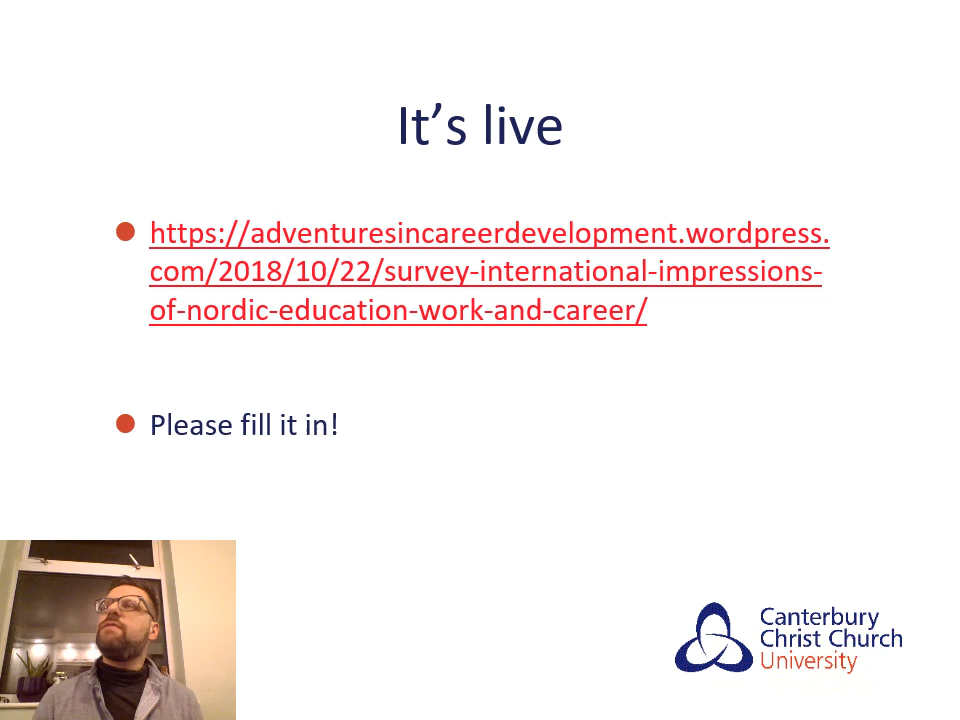 It’s live
https://adventuresincareerdevelopment.wordpress.
com/2018/10/22/survey-international-impressions-
of-nordic-education-work-and-career/
Please fill it in!
Canterbury
Christ Church
University